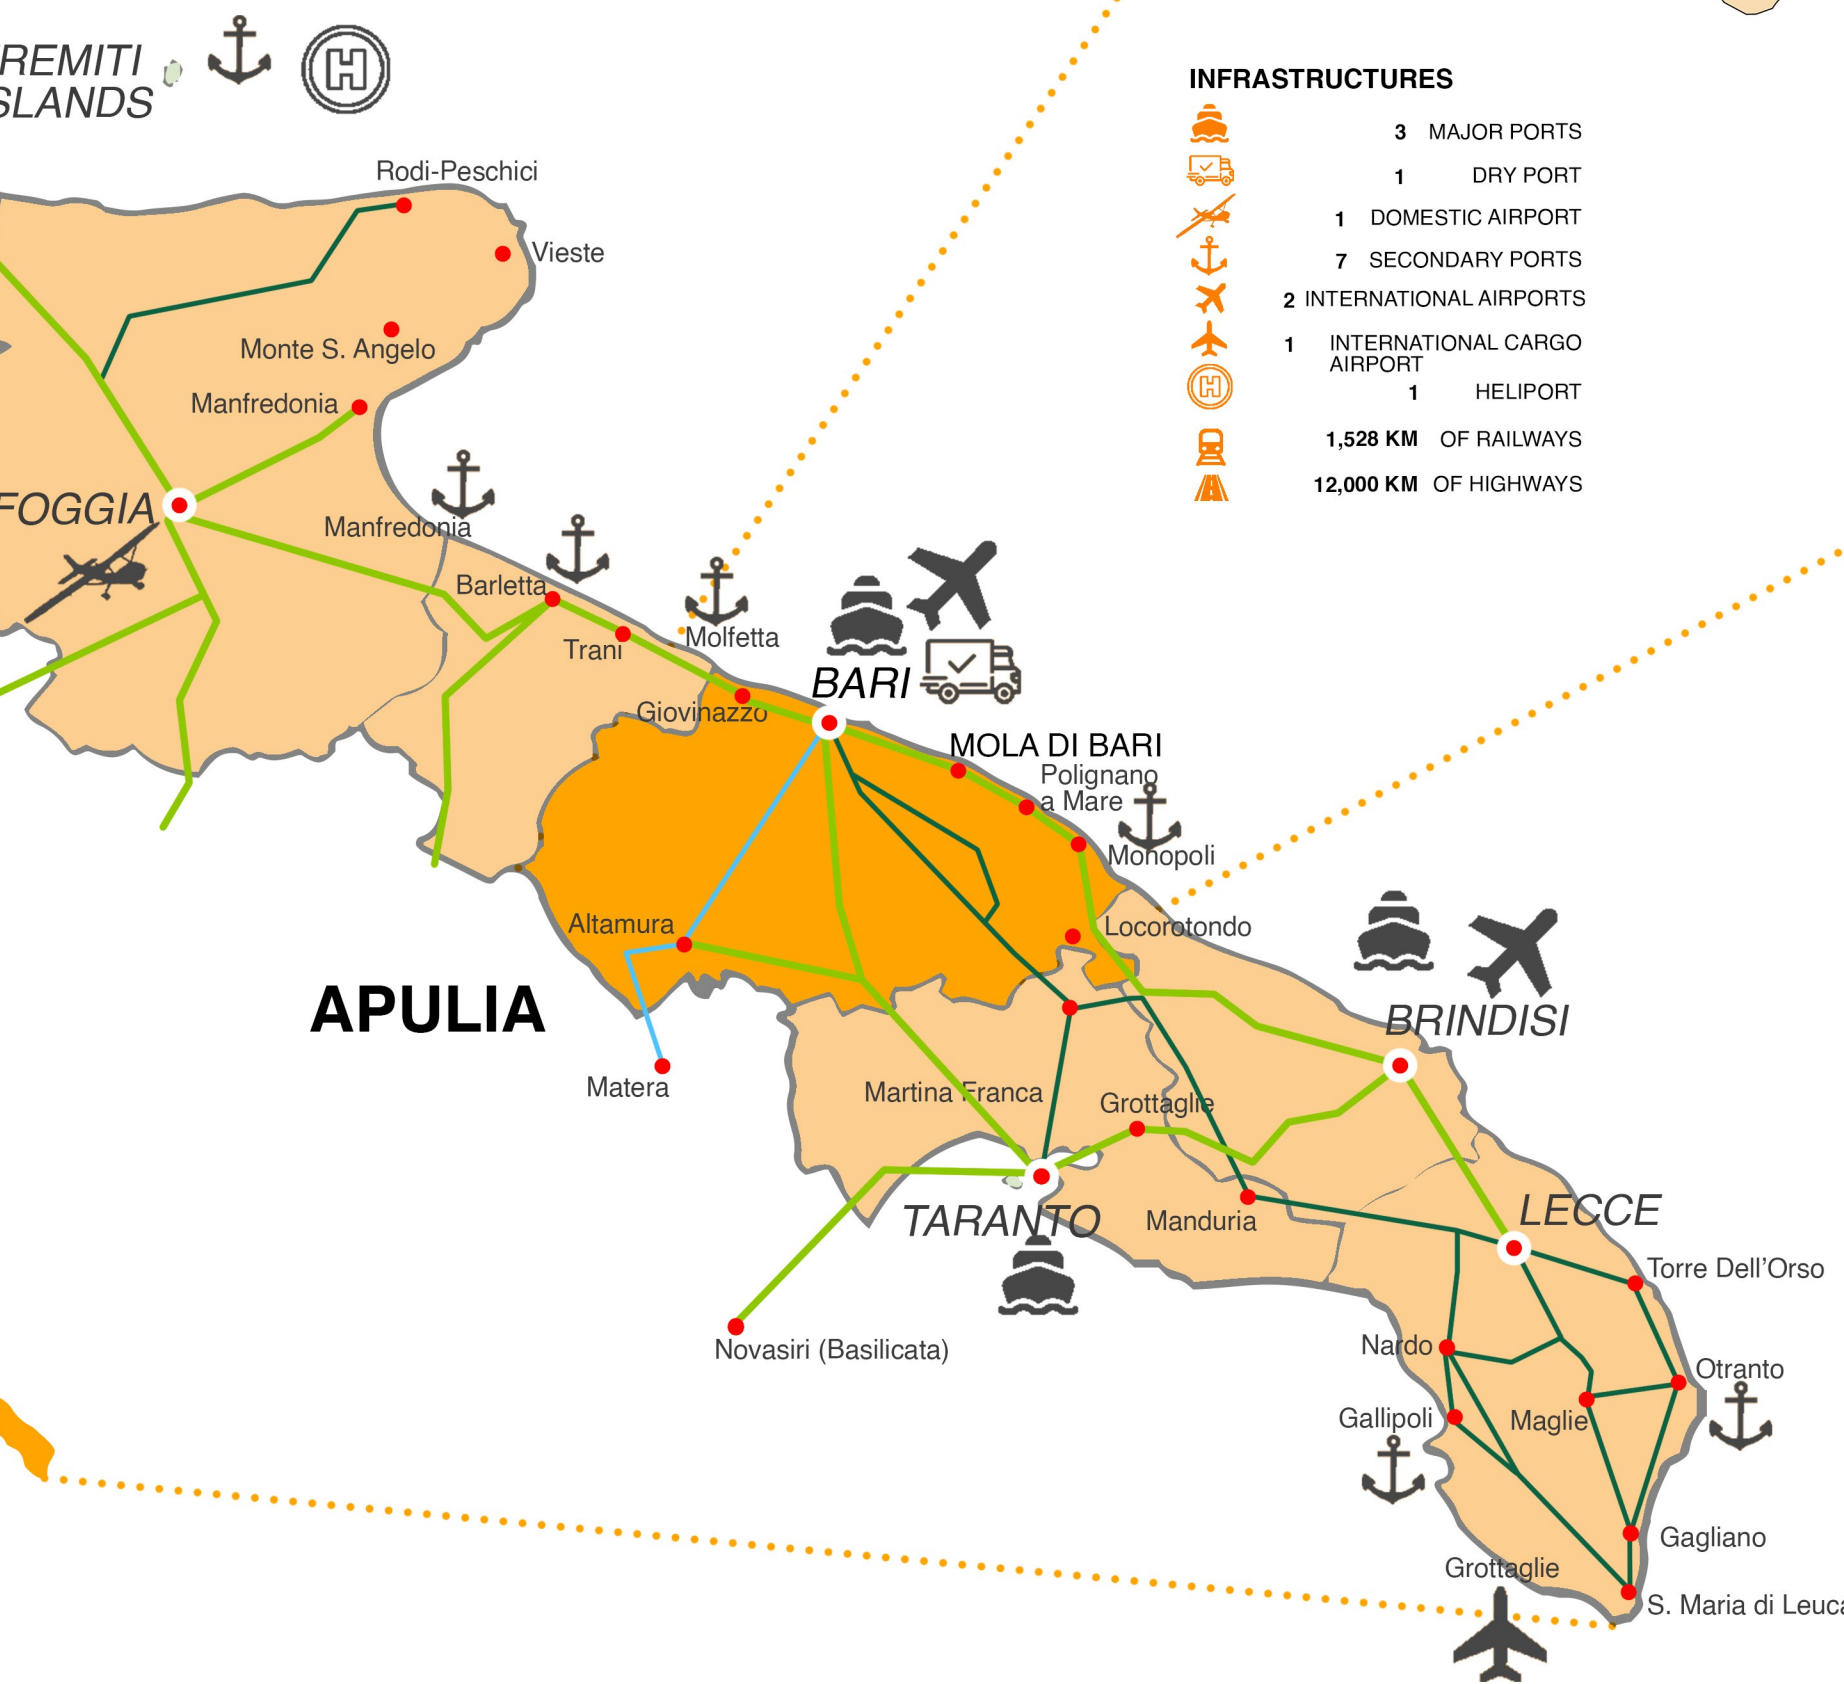 REMITI
SLANDS
INFRASTRUCTURES
3 MAJOR PORTS
1 DRY PORT
1 DOMESTIC AIRPORT
7 SECONDARY PORTS
2 INTERNATIONAL AIRPORTS
1 INTERNATIONAL CARGO
AIRPORT
1 HELIPORT
1,528 KM OF RAILWAYS
12,000 KM OF HIGHWAYS
Rodi-Peschici
Vieste
Monte S. Angelo
Manfredonia
FOGGIA
Manfredonia
Barletta
Trani
Molfetta
BARI
Giovinazzo
MOLA DI BARI
Polignano
a Mare
Monopoli
Altamura
Locorotondo
APULIA
BRINDISI
Matera
Martina Franca
Grottaglie
TARANTO
Manduria
LECCE
Torre Dell'Orso
Novasiri (Basilicata)
Nardo
Otranto
Gallipoli
Maglie
Gagliano
Grottaglie
S. Maria di Leuca
H
H